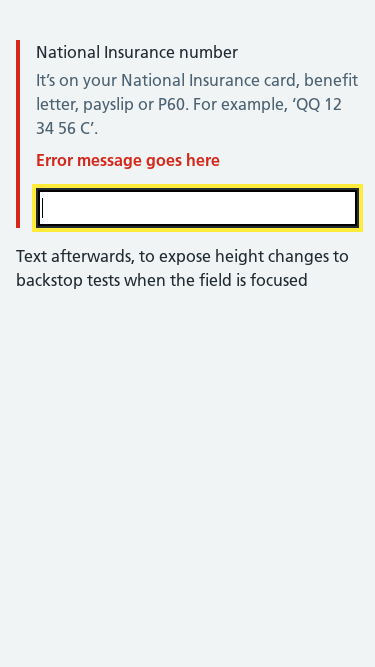 National Insurance number
It’s on your National Insurance card, benefit
letter, payslip or P60. For example, ‘QQ 12
34 56 C’.
Error message goes here
Text afterwards, to expose height changes to
backstop tests when the field is focused